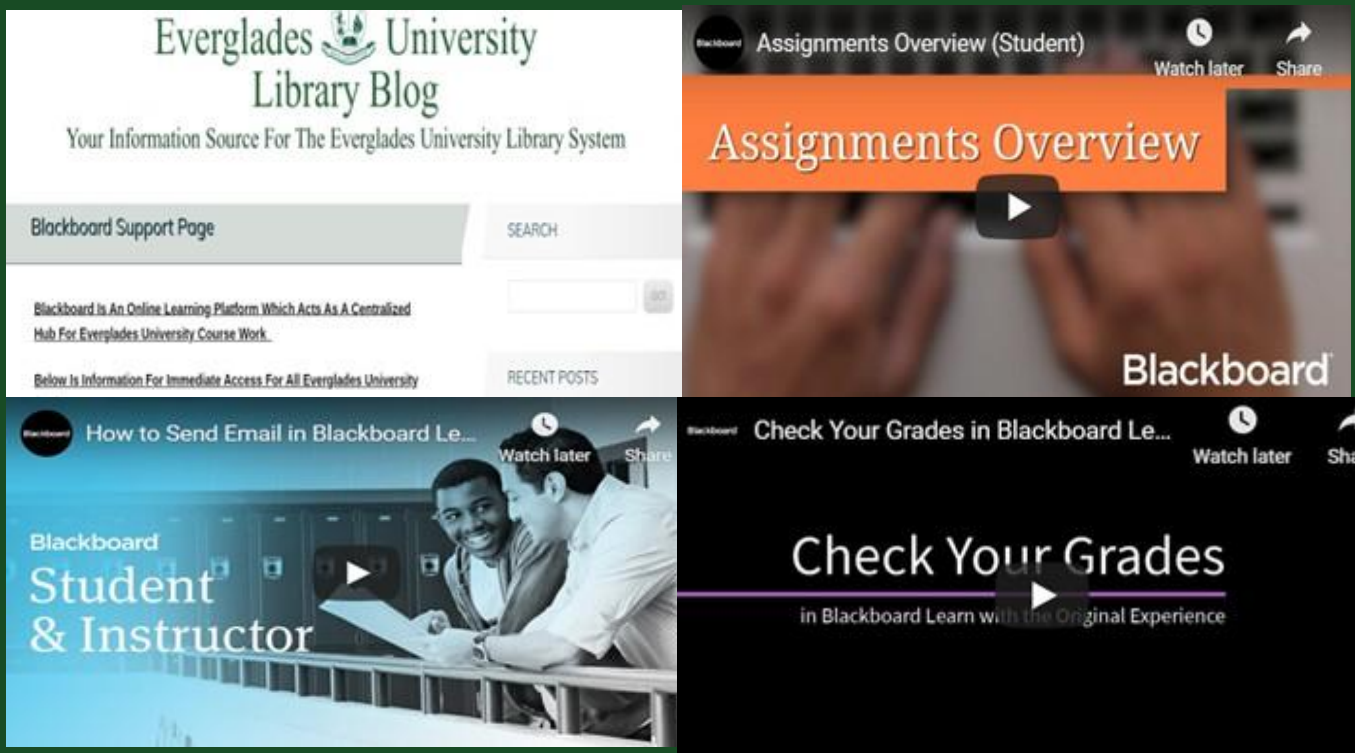 Everglades University
Library Blog
Your Information Source For The Everglades University Library System
Blackboard Support Page
SEARCH
Blackboard Is An Online Learning Platform Which Acts As A Centralized
Hub For Everglades University Course Work
GO!
Below Is Information For Immediate Access For All Everglades University
RECENT POSTS
Blackboard
Assignments Overview (Student)
Watch later
Share
Assignments Overview
Blackboard
Blackboard
How to Send Email in Blackboard Le...
Watch later
Share
Blackboard
Student
& Instructor
Blackboard
Check Your Grades in Blackboard Le...
Watch later
Sha
Check Your Grades
in Blackboard Learn with the Original Experience